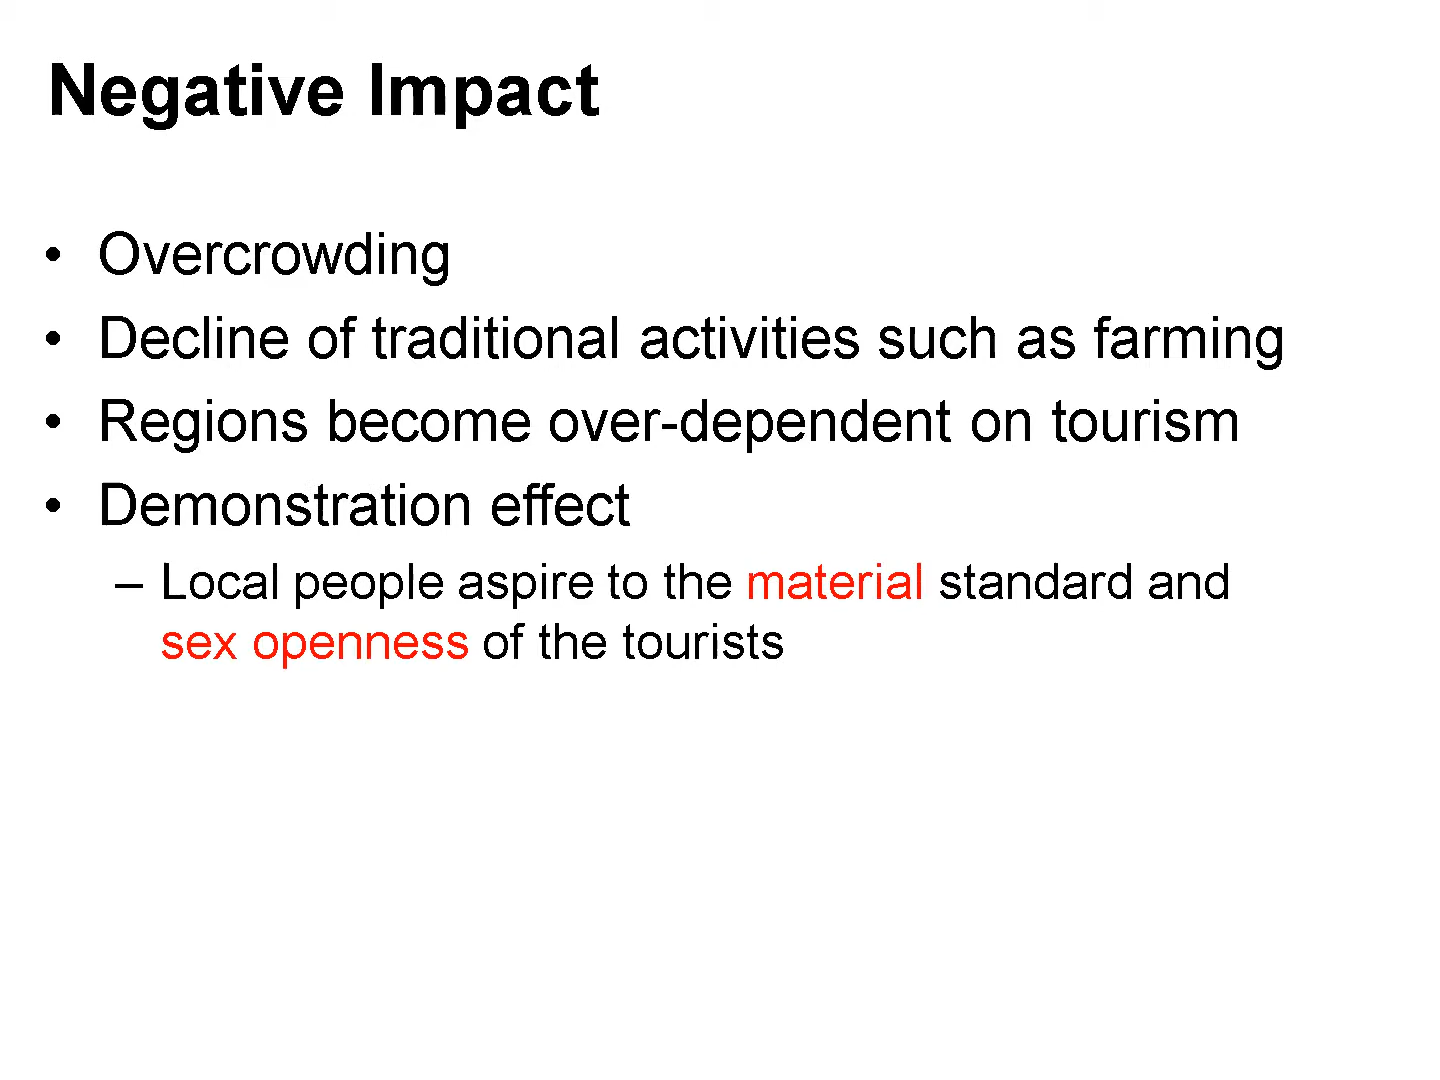 Negative Impact
• Overcrowding
• Decline of traditional activities such as farming
• Regions become over-dependent on tourism
• Demonstration effect
– Local people aspire to the material standard and
sex openness of the tourists